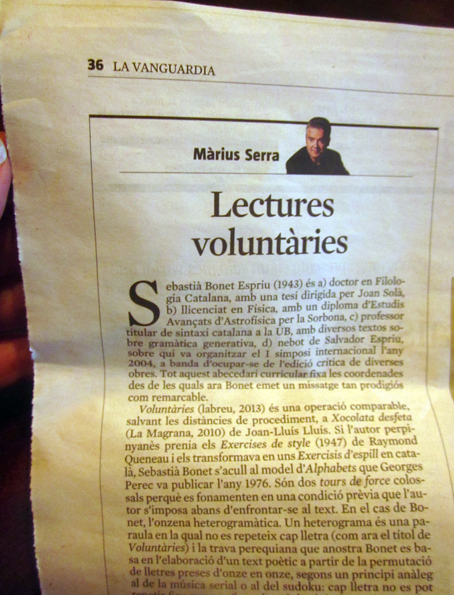 36 LA VANGUARDIA
Màrius Serra
Lectures
voluntàries
Sebastià Bonet Espriu (1943) és a) doctor en Filolo-
gia Catalana, amb una tesi dirigida per Joan Solà,
b) llicenciat en Física, amb un diploma d'Estudis
Avançats d'Astrofísica per la Sorbona, c) professor
titular de sintaxi catalana a la UB, amb diversos textos so-
bre gramàtica generativa, d) nebot de Salvador Espriu,
sobre qui va organitzar el I simposi internacional l'any
2004, a banda d'ocupar-se de l'edició crítica de diverses
obres. Tot aquest abecedari curricular fixa les coordenades
des de les quals ara Bonet emet un missatge tan prodigiós
com remarcable.
Voluntàries (labreu, 2013) és una operació comparable,
salvant les distàncies de procediment, a Xocolata desfeta
(La Magrana, 2010) de Joan-Lluís Lluís. Si l'autor perpi-
nyanès prenia els Exercises de style (1947) de Raymond
Queneau i els transformava en uns Exercisis d'espill en cata-
là, Sebastià Bonet s'acull al model d'Alphabets que Georges
Perec va publicar l'any 1976. Són dos tours de force colos-
sals perquè es fonamenten en una condició prèvia que l'au-
tor s'imposa abans d'enfrontar-se al text. En el cas de Bo-
net, l'onzena heterogramàtica. Un heterograma és una pa-
raula en la qual no es repeteix cap lletra (com ara el títol de
Voluntàries) i la trava perequiana que anostra Bonet es ba-
sa en l'elaboració d'un text poètic a partir de la permutació
de lletres preses d'onze en onze, segons un principi anàleg
al de la música serial o al del sudoku: cap lletra no es pot